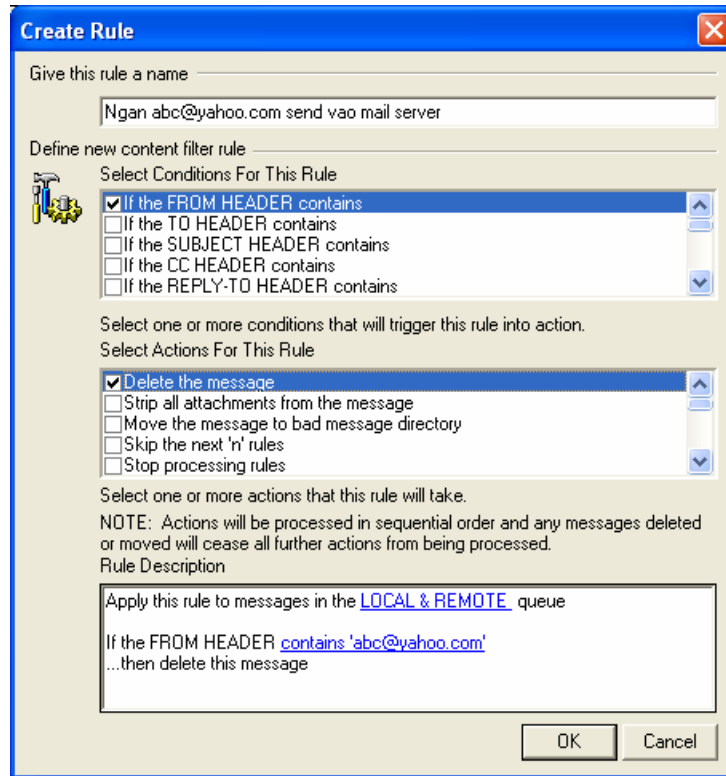 Create Rule
Give this rule a name
Ngan abc@yahoo.com send vao mail server
Define new content filter rule
Select Conditions For This Rule
If the FROM HEADER contains
If the TO HEADER contains
If the SUBJECT HEADER contains
If the CC HEADER contains
If the REPLY-TO HEADER contains
Select one or more conditions that will trigger this rule into action.
Select Actions For This Rule
Delete the message
Strip all attachments from the message
Move the message to bad message directory
Skip the next 'n' rules
Stop processing rules
Select one or more actions that this rule will take.
NOTE: Actions will be processed in sequential order and any messages deleted
or moved will cease all further actions from being processed.
Rule Description
Apply this rule to messages in the LOCAL & REMOTE queue
If the FROM HEADER contains 'abc@yahoo.com'
...then delete this message
OK Cancel